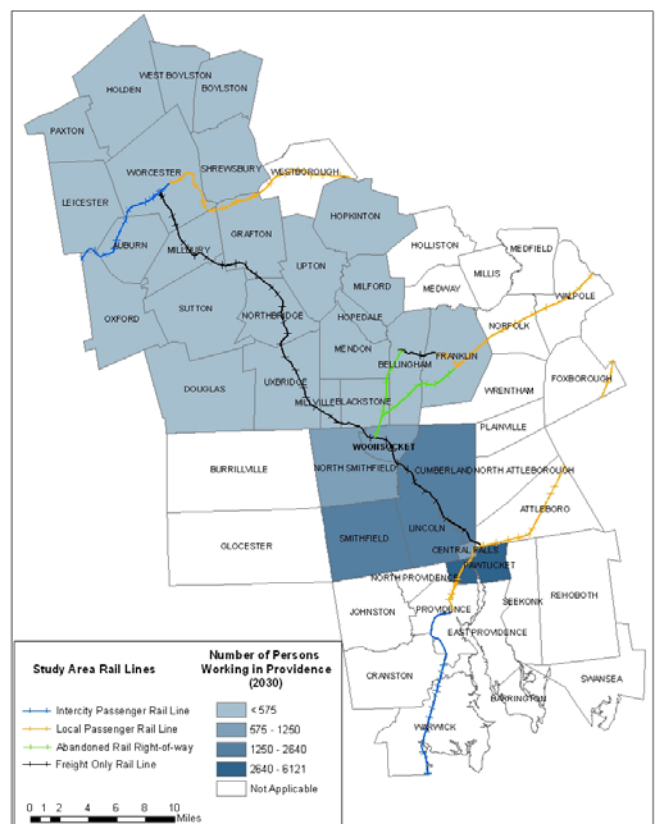 WEST BOYLSTON
HOLDEN
BOYLSTON
PAXTON
WORCESTER
SHREWSBURY
WESTBOROUGH
LEICESTER
HOPKINTON
AUBURN
MILLBURY
GRAFTON
UPTON
HOLLISTON
MEDFIELD
MILLIS
MEDWAY
MILFORD
WALPOLE
OXFORD
SUTTON
NORTHBRIDGE
HOPEDALE
NORFOLK
MENDON
BELLINGHAM
FRANKLIN
DOUGLAS
UXBRIDGE
WRENTHAM
FOXBOROUGH
MILLVILLE
BLACKSTONE
PLAINVILLE
WOONSOCKET
BURRILLVILLE
NORTH SMITHFIELD
CUMBERLAND
NORTH ATTLEBOROUGH
ATTLEBORO
GLOCESTER
SMITHFIELD
LINCOLN
CENTRAL FALLS
PAWTUCKET
NORTH PROVIDENCE
JOHNSTON
PROVIDENCE
SEEKONK
REHOBOTH
EAST PROVIDENCE
CRANSTON
BARRINGTON
SWANSEA
WARWICK
Study Area Rail Lines
Intercity Passenger Rail Line
Local Passenger Rail Line
Abandoned Rail Right-of-way
Freight Only Rail Line
Number of Persons
Working in Providence
(2030)
< 575
575 - 1250
1250 - 2640
2640 - 6121
Not Applicable
0 1 2 4 6 8 10
Miles